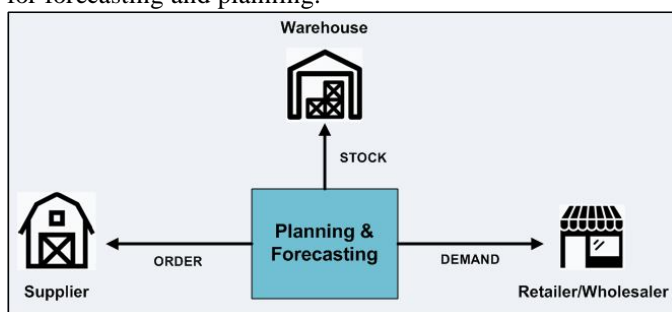 for forecasting and planning.
Warehouse
STOCK
Planning &
Forecasting
ORDER
DEMAND
Supplier
Retailer/Wholesaler